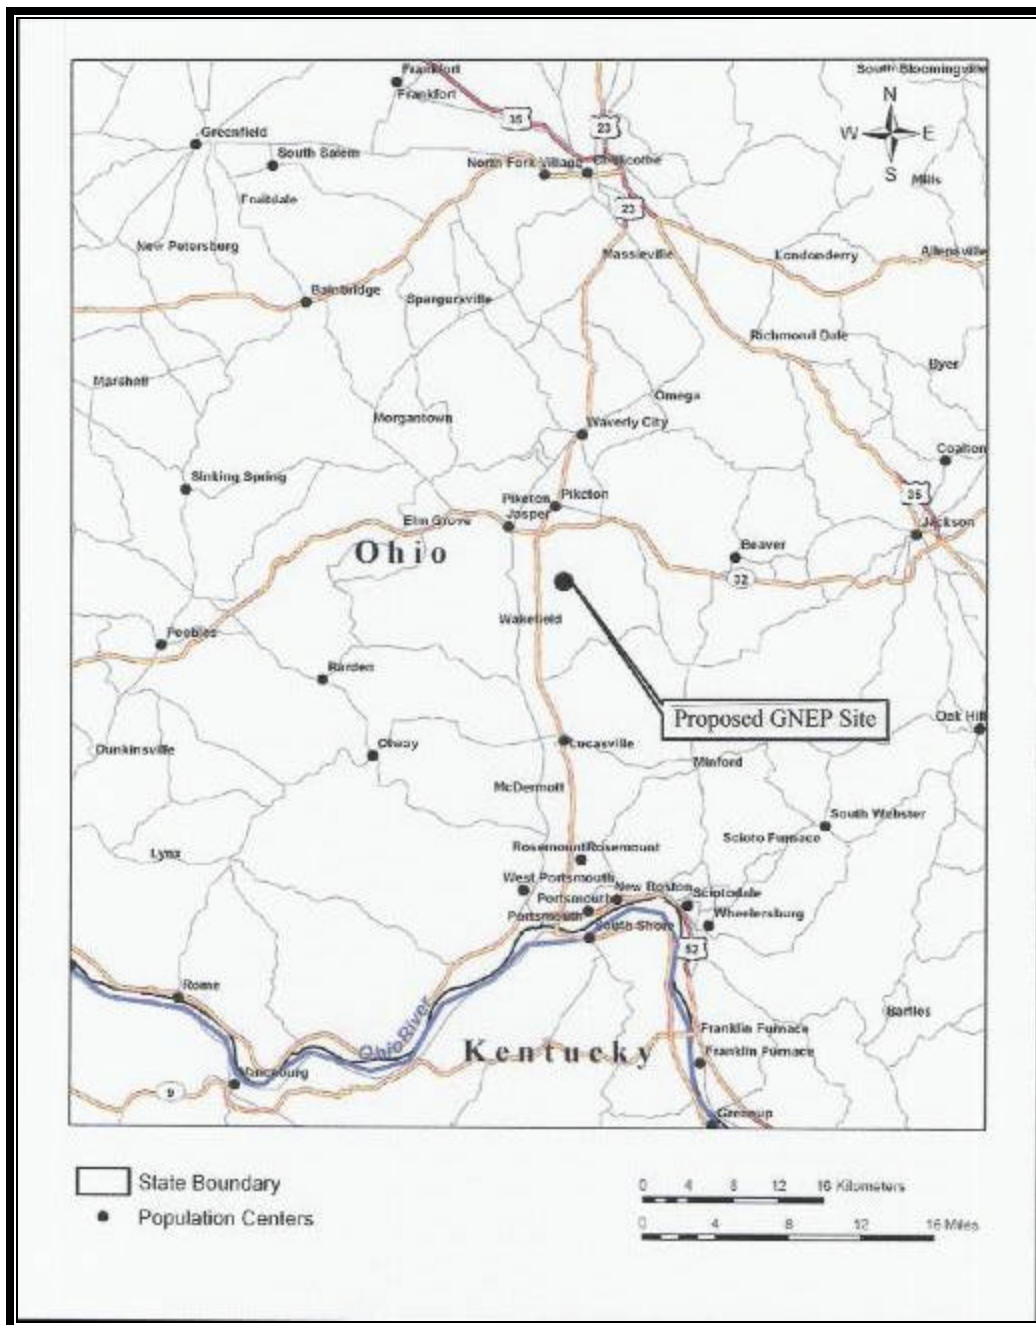 Frankfort
South Bloomingville
Frankfort
35
23
N
Greenfield
W E
South Salem
North Fork Village
Chillicothe
S
Mills
Fruitdale
23
New Petersburg
Massieville
Londonderry
Allensville
Bainbridge
Spargursville
Richmond Dale
Byer
Marshall
Omega
Morgantown
Waverly City
Coalton
Sinking Spring
35
Piketon
Piketon
Jasper
Elm Grove
Jackson
Beaver
Ohio
32
Wakefield
Peebles
Rarden
Proposed GNEP Site
Oak Hill
Lucasville
Dunkinsville
Otway
Minford
McDermott
South Webster
Scioto Furnace
Rosemount
Rosemount
Lynx
West Portsmouth
New Boston
Sciotodale
Portsmouth
Portsmouth
Wheelersburg
South Shore
52
Rome
Ohio River
Bartles
Franklin Furnace
Kentucky
Franklin Furnace
Vanceburg
9
Greenup
State Boundary
0 4 8 12 16 Kilometers
Population Centers
0 4 8 12 16 Miles